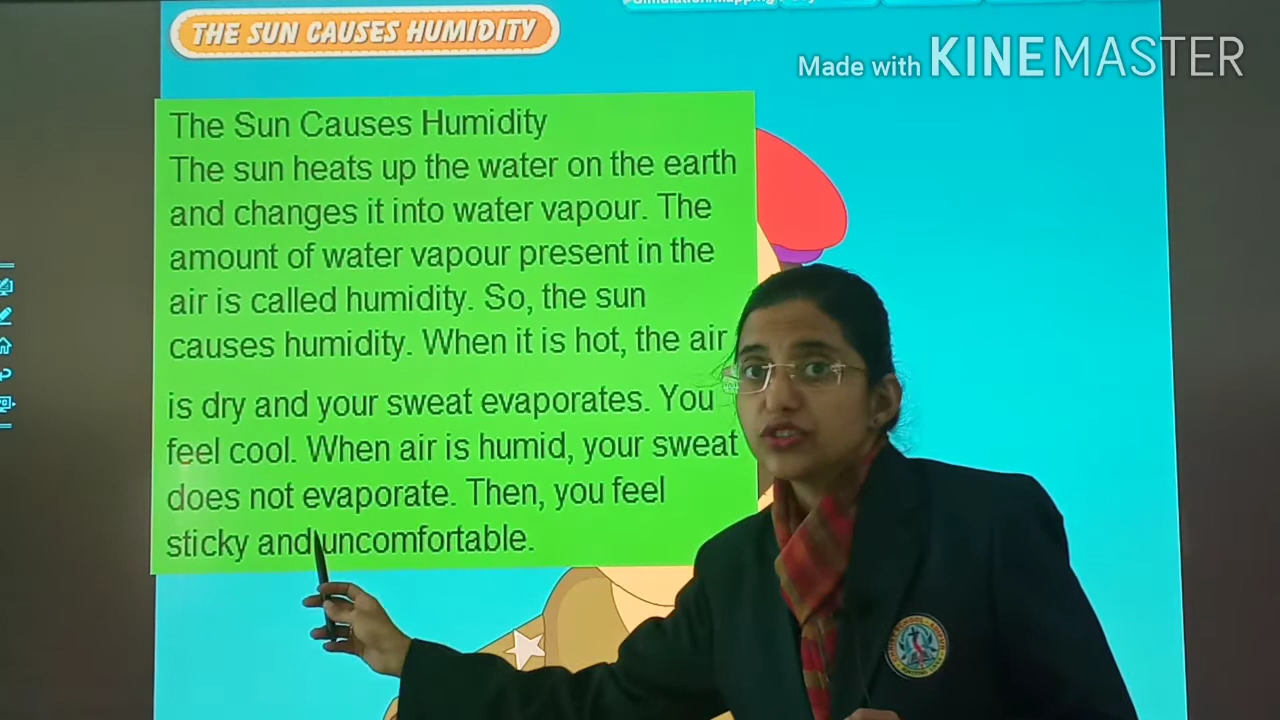 THE SUN CAUSES HUMIDITY
Made with KINEMASTER
The Sun Causes Humidity
The sun heats up the water on the earth
and changes it into water vapour. The
amount of water vapour present in the
air is called humidity. So, the sun
causes humidity. When it is hot, the air
is dry and your sweat evaporates. You
feel cool. When air is humid, your sweat
does not evaporate. Then, you feel
sticky and uncomfortable.